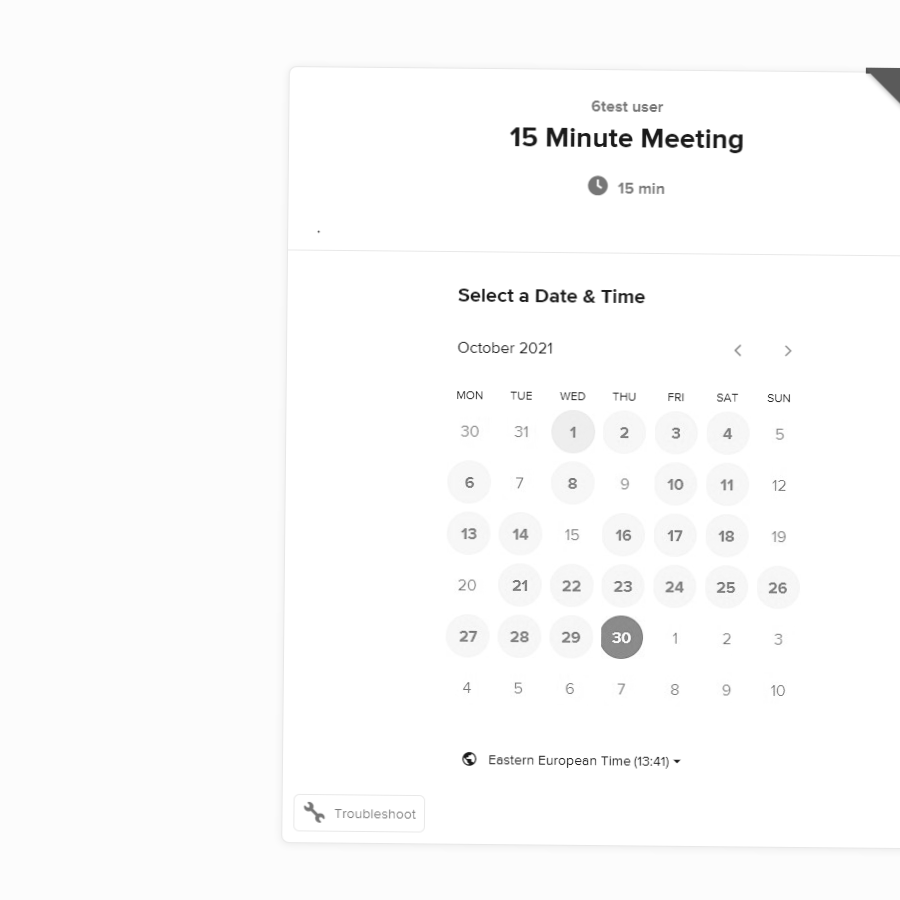 6test user
15 Minute Meeting
15 min
.
Select a Date & Time
October 2021
MON TUE WED THU FRI SAT SUN
30 31 1 2 3 4 5
6 7 8 9 10 11 12
13 14 15 16 17 18 19
20 21 22 23 24 25 26
27 28 29 30 1 2 3
4 5 6 7 8 9 10
Eastern European Time (13:41)
Troubleshoot